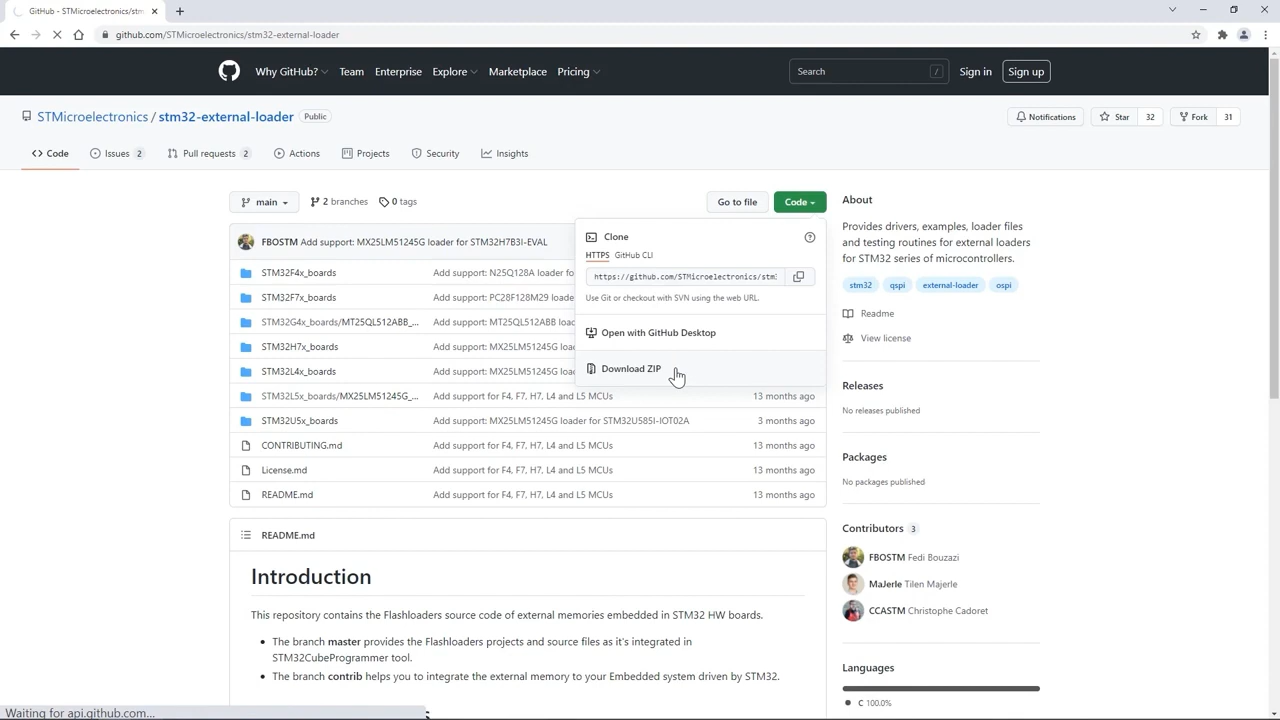 GitHub - STMicroelectronics/stm
github.com/STMicroelectronics/stm32-external-loader
Why GitHub? Team Enterprise Explore Marketplace Pricing Search / Sign in Sign up
STMicroelectronics / stm32-external-loader Public
Notifications Star 32 Fork 31
<> Code Issues 2 Pull requests 2 Actions Projects Security Insights
main 2 branches 0 tags Go to file Code
FBOSTM Add support: MX25LM51245G loader for STM32H7B3I-EVAL
STM32F4x_boards Add support: N25Q128A loader fo
STM32F7x_boards Add support: PC28F128M29 loader
STM32G4x_boards/MT25QL512ABB_... Add support: MT25QL512ABB loac
STM32H7x_boards Add support: MX25LM51245G loac
STM32L4x_boards Add support: MX25LM51245G loac
STM32L5x_boards/MX25LM51245G_... Add support for F4, F7, H7, L4 and L5 MCUs 13 months ago
STM32U5x_boards Add support: MX25LM51245G loader for STM32U585I-IOT02A 3 months ago
CONTRIBUTING.md Add support for F4, F7, H7, L4 and L5 MCUs 13 months ago
License.md Add support for F4, F7, H7, L4 and L5 MCUs 13 months ago
README.md Add support for F4, F7, H7, L4 and L5 MCUs 13 months ago
Clone
HTTPS GitHub CLI
https://github.com/STMicroelectronics/stm:
Use Git or checkout with SVN using the web URL.
Open with GitHub Desktop
Download ZIP
README.md
Introduction
This repository contains the Flashloaders source code of external memories embedded in STM32 HW boards.
• The branch master provides the Flashloaders projects and source files as it's integrated in
STM32CubeProgrammer tool.
• The branch contrib helps you to integrate the external memory to your Embedded system driven by STM32.
About
Provides drivers, examples, loader files
and testing routines for external loaders
for STM32 series of microcontrollers.
stm32 qspi external-loader ospi
Readme
View license
Releases
No releases published
Packages
No packages published
Contributors 3
FBOSTM Fedi Bouzazi
MaJerle Tilen Majerle
CCASTM Christophe Cadoret
Languages
C 100.0%
Waiting for api.github.com...